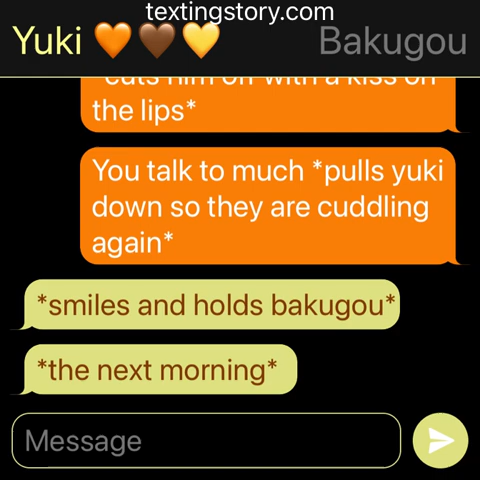 textingstory.com
Yuki 🧡🤎💛 Bakugou
*cuts him off with a kiss on
the lips*
You talk to much *pulls yuki
down so they are cuddling
again*
*smiles and holds bakugou*
*the next morning*
Message